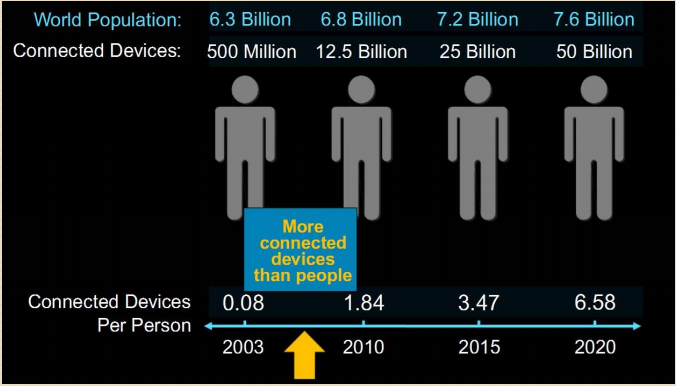 World Population: 6.3 Billion 6.8 Billion 7.2 Billion 7.6 Billion
Connected Devices: 500 Million 12.5 Billion 25 Billion 50 Billion
More
connected
devices
than people
Connected Devices
Per Person
0.08 1.84 3.47 6.58
2003 2010 2015 2020